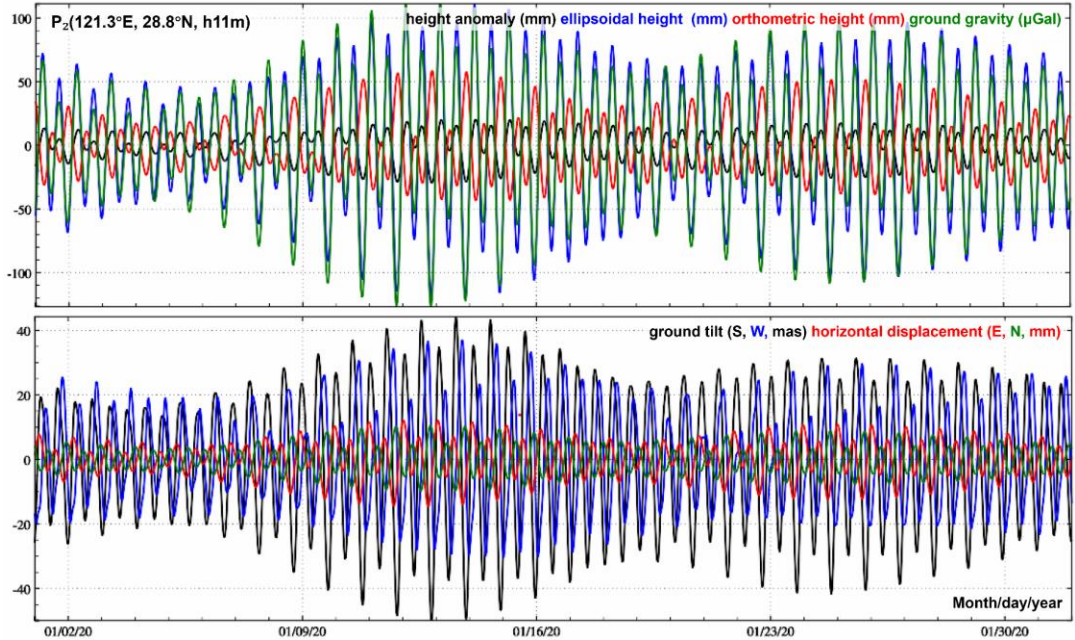 P₂(121.3°E, 28.8°N, h11m)
height anomaly (mm) ellipsoidal height (mm) orthometric height (mm) ground gravity (μGal)
100
50
0
-50
-100
ground tilt (S, W, mas) horizontal displacement (E, N, mm)
40
20
0
-20
-40
Month/day/year
01/02/20 01/09/20 01/16/20 01/23/20 01/30/20